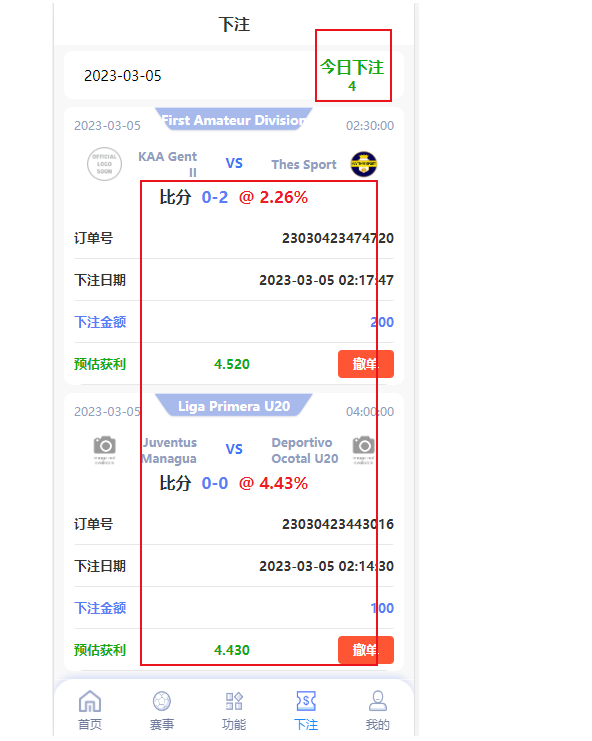 下注
2023-03-05
今日下注
4
2023-03-05 First Amateur Division 02:30:00
OFFICIAL LOGO SOON
KAA Gent II VS Thes Sport
比分 0-2 @ 2.26%
订单号 23030423474720
下注日期 2023-03-05 02:17:47
下注金额 200
预估获利 4.520 撤单
2023-03-05 Liga Primera U20 04:00:00
Juventus Managua VS Deportivo Ocotal U20
比分 0-0 @ 4.43%
订单号 23030423443016
下注日期 2023-03-05 02:14:30
下注金额 100
预估获利 4.430 撤单
首页 赛事 功能 下注 我的